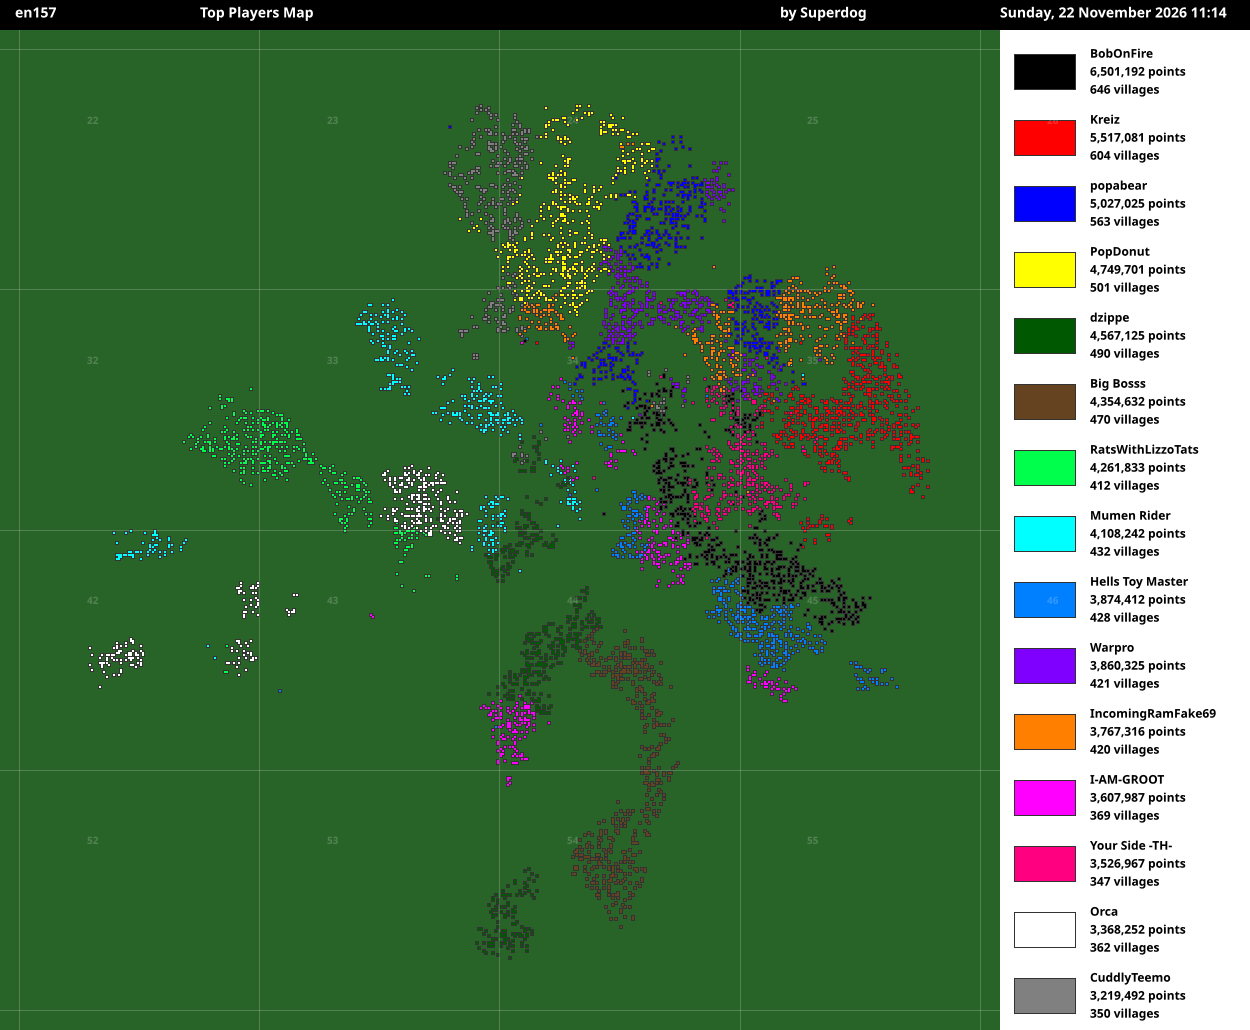 en157 Top Players Map by Superdog Sunday, 22 November 2026 11:14
BobOnFire
6,501,192 points
646 villages
Kreiz
5,517,081 points
604 villages
popabear
5,027,025 points
563 villages
PopDonut
4,749,701 points
501 villages
dzippe
4,567,125 points
490 villages
Big Bosss
4,354,632 points
470 villages
RatsWithLizzoTats
4,261,833 points
412 villages
Mumen Rider
4,108,242 points
432 villages
Hells Toy Master
3,874,412 points
428 villages
Warpro
3,860,325 points
421 villages
IncomingRamFake69
3,767,316 points
420 villages
I-AM-GROOT
3,607,987 points
369 villages
Your Side -TH-
3,526,967 points
347 villages
Orca
3,368,252 points
362 villages
CuddlyTeemo
3,219,492 points
350 villages
22 23 25
32 33
42 43 44 45 46
52 53 54 55